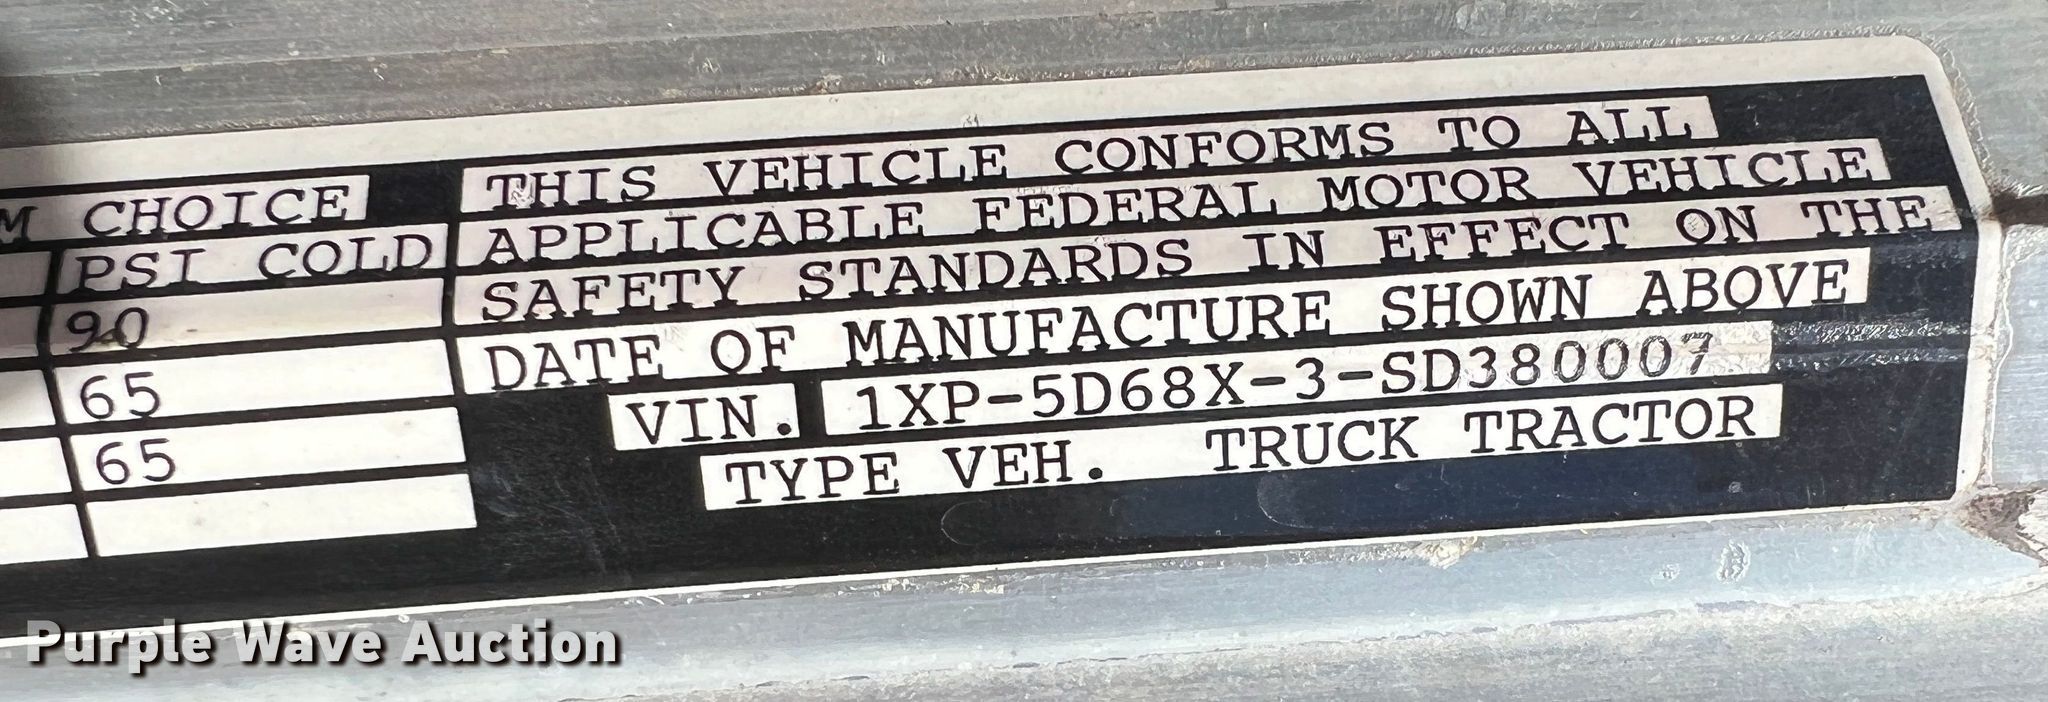 M CHOICE
PSI COLD
90
65
65
THIS VEHICLE CONFORMS TO ALL
APPLICABLE FEDERAL MOTOR VEHICLE
SAFETY STANDARDS IN EFFECT ON THE
DATE OF MANUFACTURE SHOWN ABOVE
VIN. 1XP-5D68X-3-SD380007
TYPE VEH. TRUCK TRACTOR
Purple Wave Auction